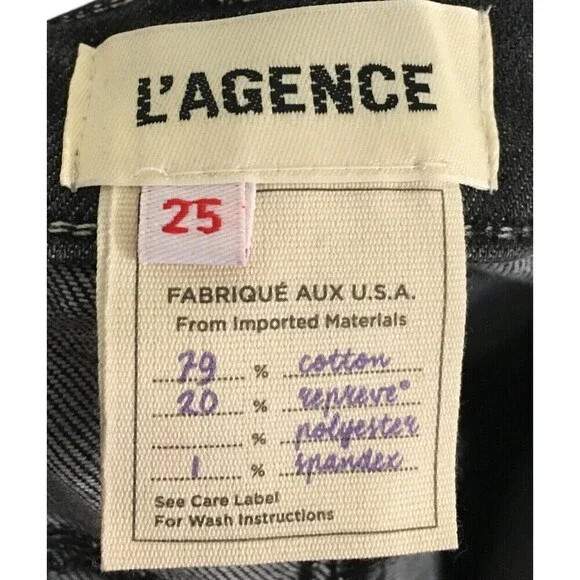 L'AGENCE
25
FABRIQUÉ AUX U.S.A.
From Imported Materials
79 % cotton
20 % repreve®
% polyester
1 % spandex
See Care Label
For Wash Instructions